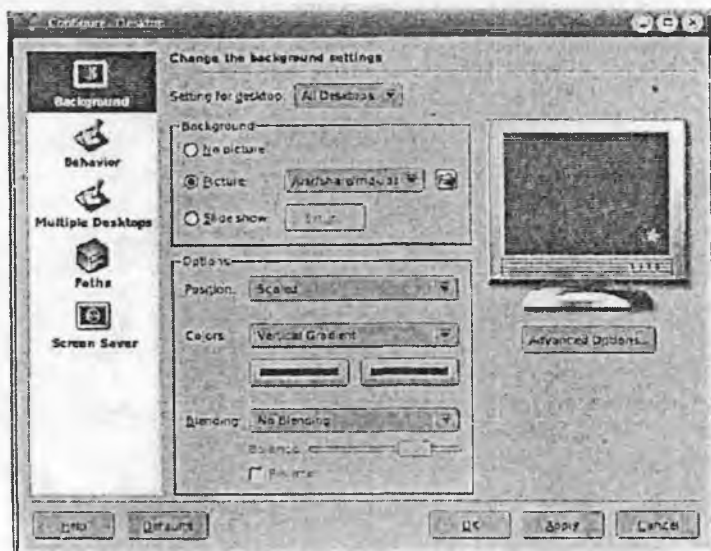 Configure - Desktop
Background
Behavior
Multiple Desktops
Paths
Screen Saver
Change the background settings
Setting for desktop: All Desktops
Background
No picture
Picture:
Slide show:
Options
Position: Scaled
Colors: Vertical Gradient
Blending: No Blending
Balance:
Advanced Options...
Help
Defaults
OK
Apply
Cancel